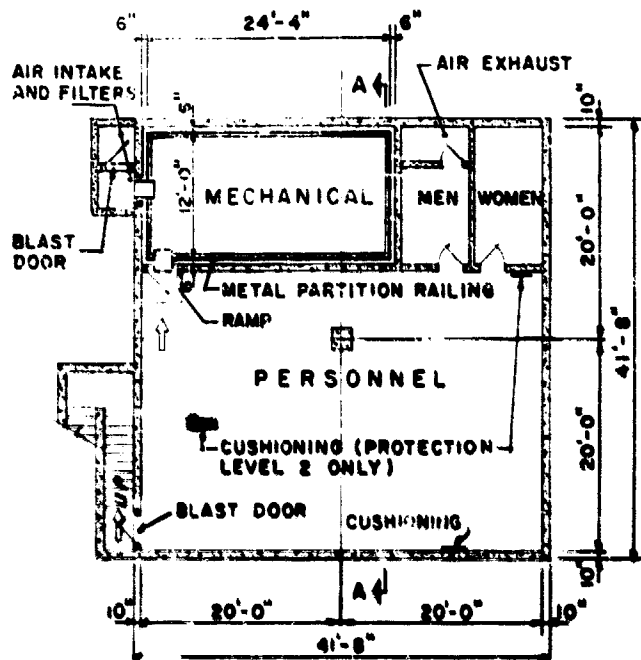 6"
24'-4"
6"
AIR INTAKE
AND FILTERS
A
AIR EXHAUST
10"
5"
12'-0"
MECHANICAL
MEN
WOMEN
20'-0"
BLAST
DOOR
METAL PARTITION RAILING
RAMP
41'-8"
PERSONNEL
CUSHIONING (PROTECTION
LEVEL 2 ONLY)
20'-0"
UP
BLAST DOOR
CUSHIONING
A
10"
10"
20'-0"
20'-0"
10"
41'-8"